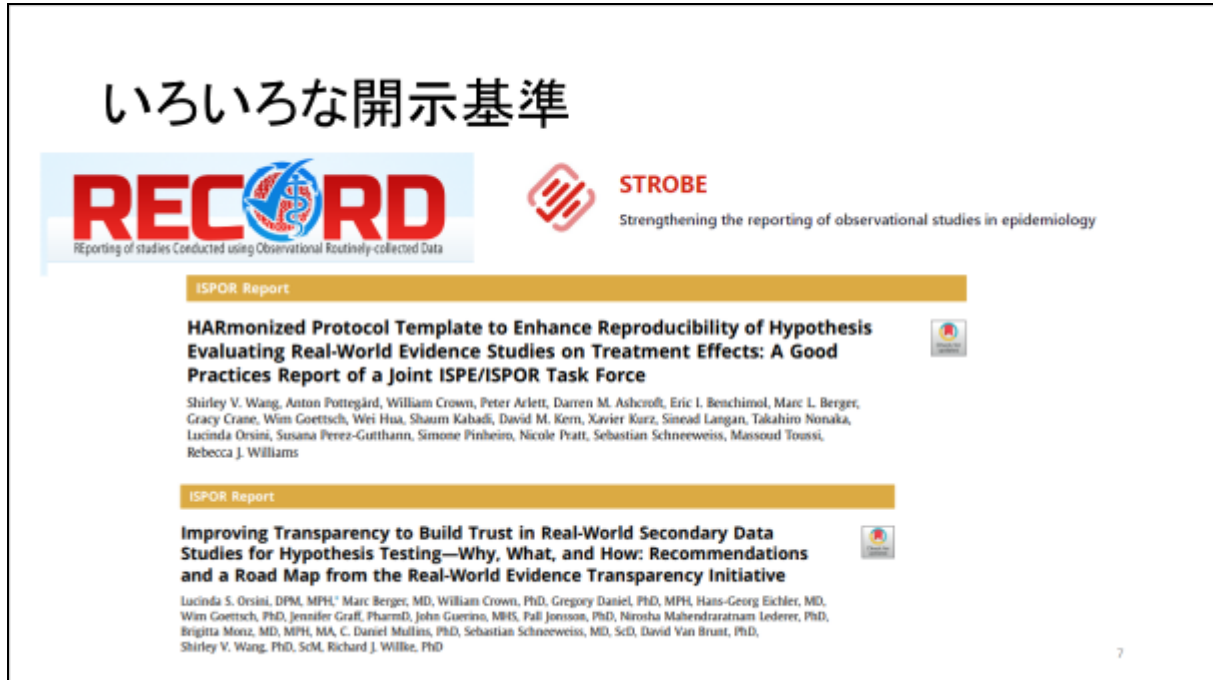 いろいろな開示基準
RECORD
REporting of studies Conducted using Observational Routinely-collected Data
STROBE
Strengthening the reporting of observational studies in epidemiology
ISPOR Report
HARmonized Protocol Template to Enhance Reproducibility of Hypothesis
Evaluating Real-World Evidence Studies on Treatment Effects: A Good
Practices Report of a Joint ISPE/ISPOR Task Force
Shirley V. Wang, Anton Pottegård, William Crown, Peter Arlett, Darren M. Ashcroft, Eric I. Benchimol, Marc L. Berger,
Gracy Crane, Wim Goettsch, Wei Hua, Shaum Kabadi, David M. Kern, Xavier Kurz, Sinead Langan, Takahiro Nonaka,
Lucinda Orsini, Susana Perez-Gutthann, Simone Pinheiro, Nicole Pratt, Sebastian Schneeweiss, Massoud Toussi,
Rebecca J. Williams
ISPOR Report
Improving Transparency to Build Trust in Real-World Secondary Data
Studies for Hypothesis Testing—Why, What, and How: Recommendations
and a Road Map from the Real-World Evidence Transparency Initiative
Lucinda S. Orsini, DPM, MPH,* Marc Berger, MD, William Crown, PhD, Gregory Daniel, PhD, MPH, Hans-Georg Eichler, MD,
Wim Goettsch, PhD, Jennifer Graff, PharmD, John Guerino, MHS, Pall Jonsson, PhD, Nirosha Mahendraratnam Lederer, PhD,
Brigitta Monz, MD, MPH, MA, C. Daniel Mullins, PhD, Sebastian Schneeweiss, MD, ScD, David Van Brunt, PhD,
Shirley V. Wang, PhD, ScM, Richard J. Willke, PhD
7